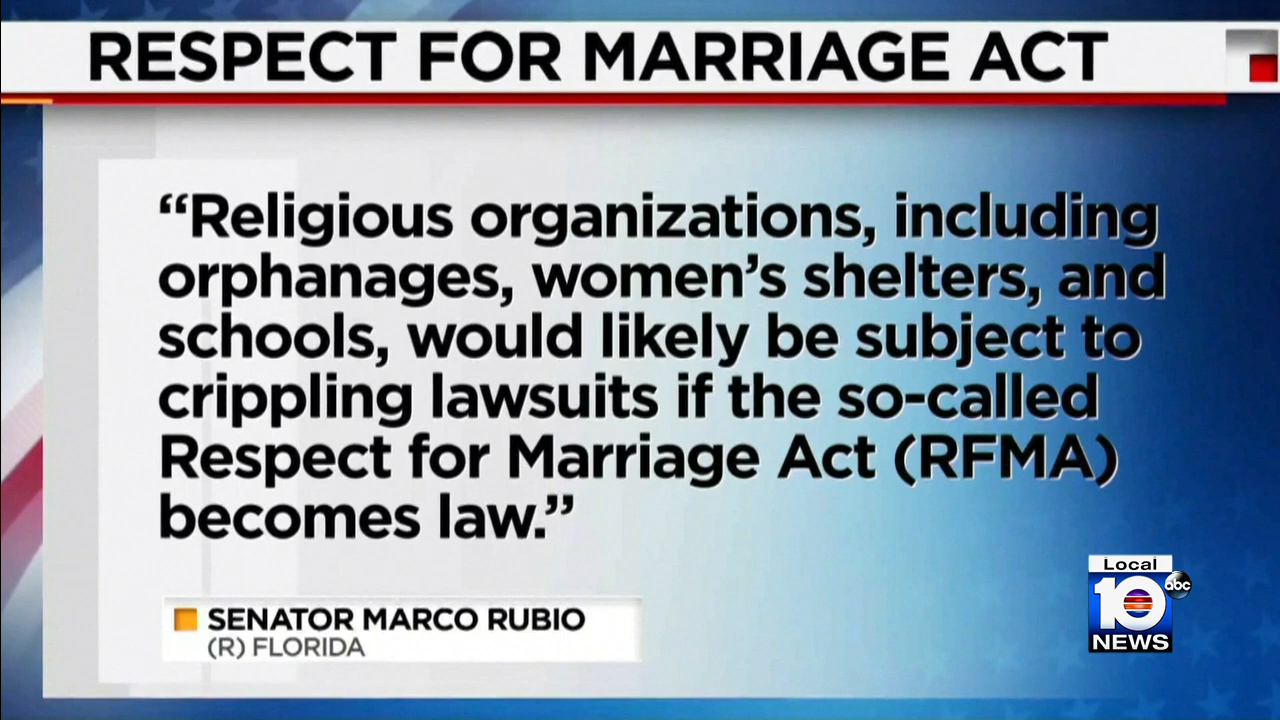 RESPECT FOR MARRIAGE ACT
“Religious organizations, including
orphanages, women’s shelters, and
schools, would likely be subject to
crippling lawsuits if the so-called
Respect for Marriage Act (RFMA)
becomes law.”
SENATOR MARCO RUBIO
(R) FLORIDA
Local
10
abc
NEWS